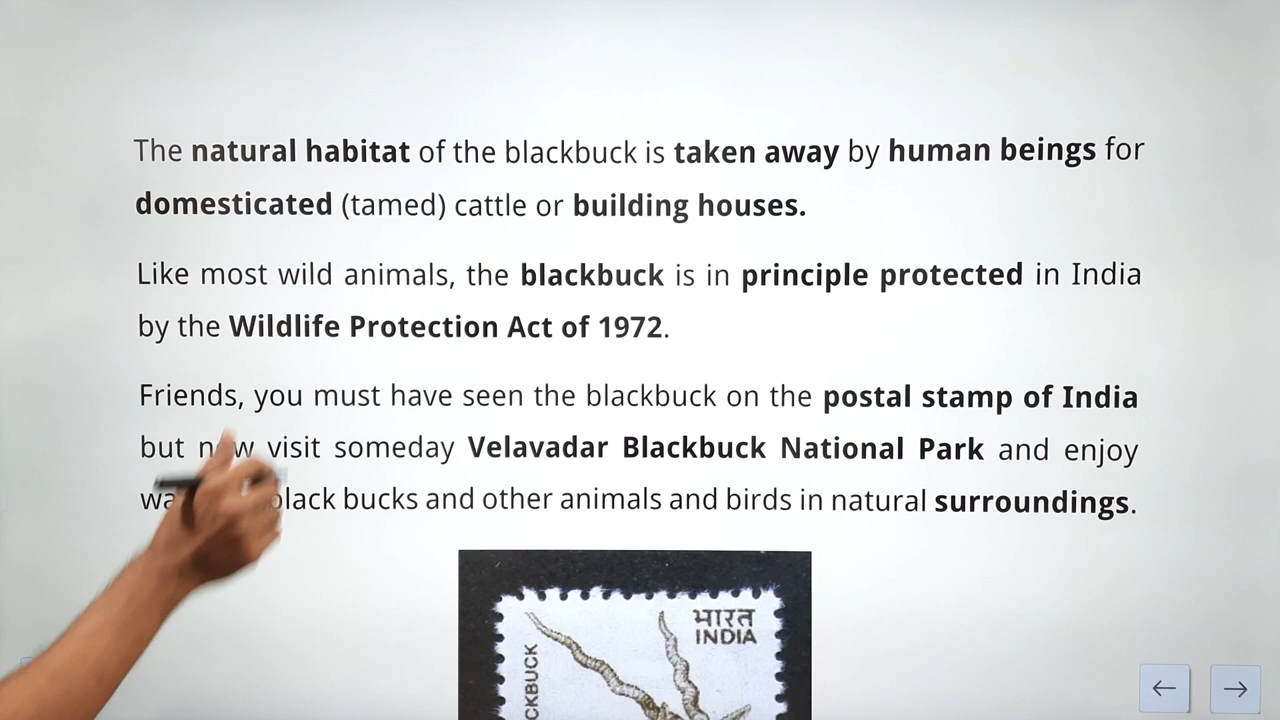 The natural habitat of the blackbuck is taken away by human beings for
domesticated (tamed) cattle or building houses.
Like most wild animals, the blackbuck is in principle protected in India
by the Wildlife Protection Act of 1972.
Friends, you must have seen the blackbuck on the postal stamp of India
but now visit someday Velavadar Blackbuck National Park and enjoy
black bucks and other animals and birds in natural surroundings.
भारत
INDIA
CKBUCK